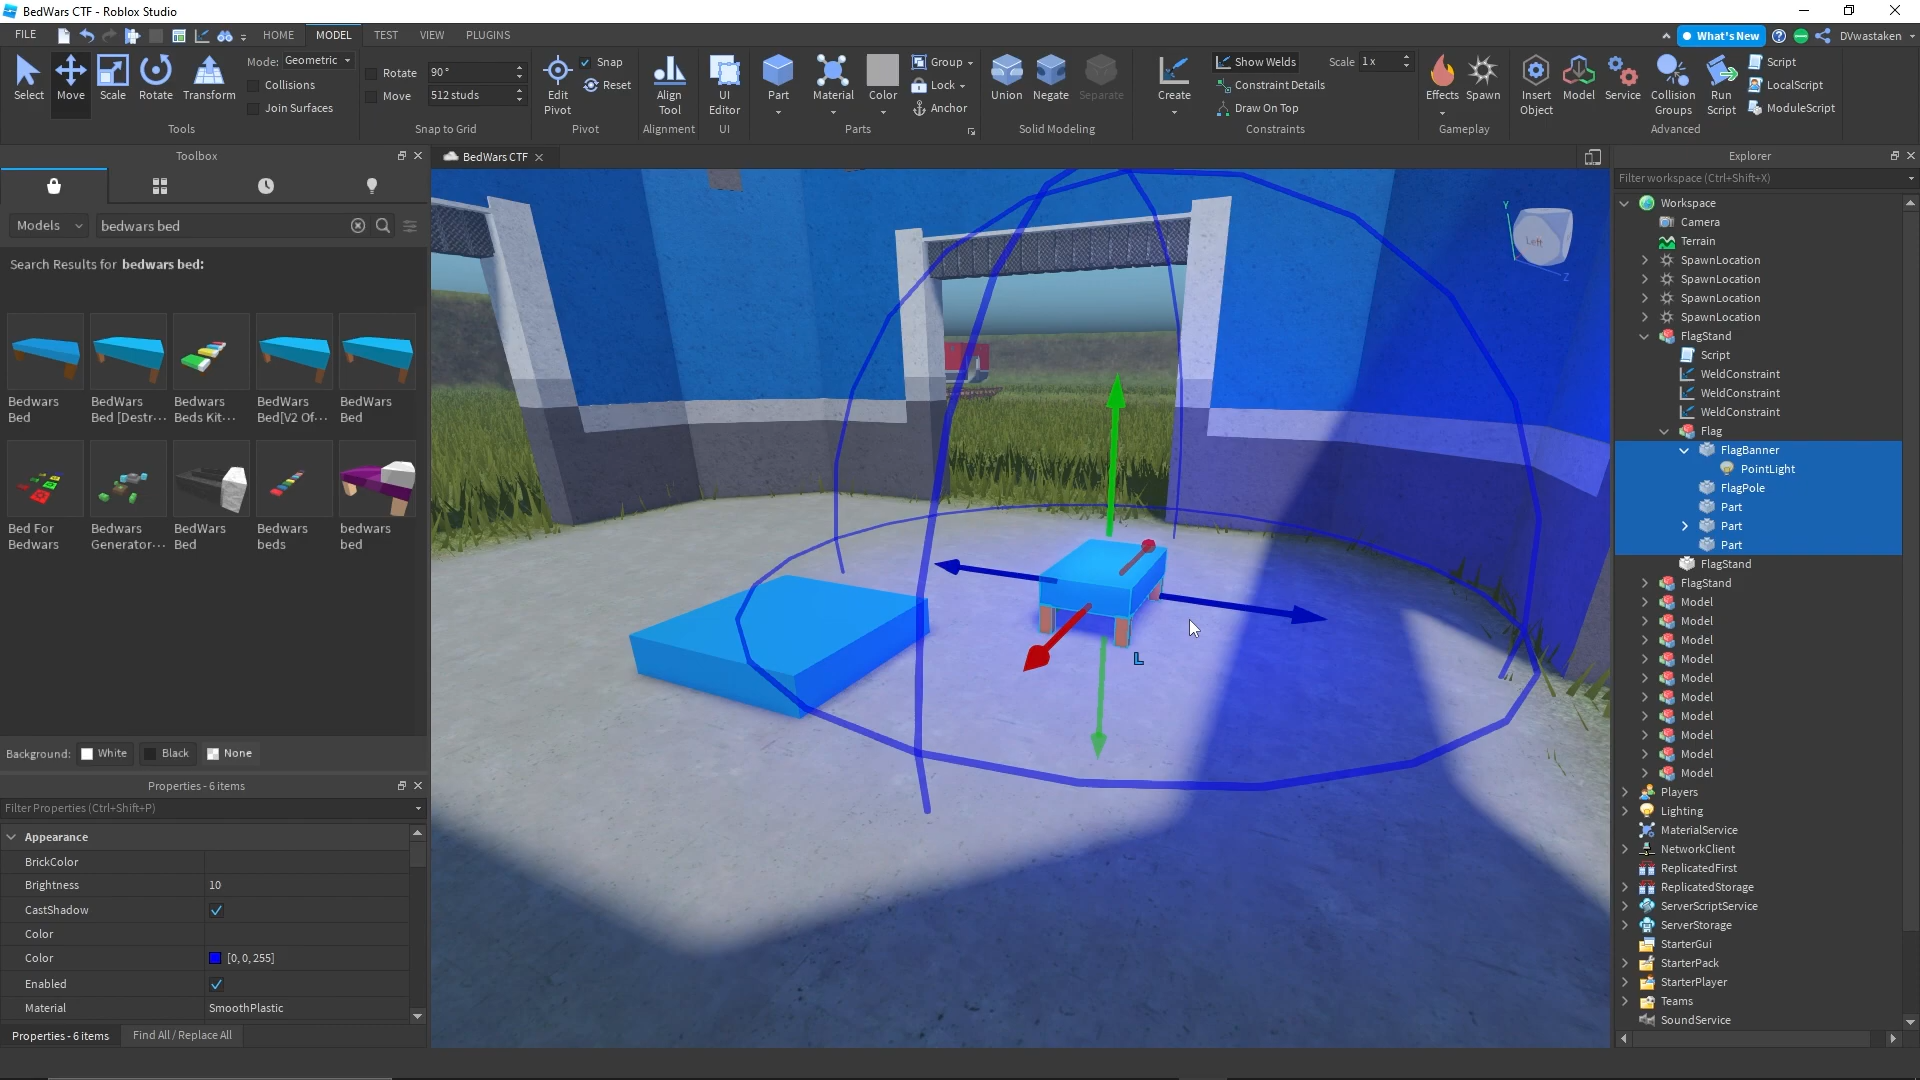 BedWars CTF - Roblox Studio
FILE HOME MODEL TEST VIEW PLUGINS What's New DVwastaken
Select Move Scale Rotate Transform
Mode: Geometric
Collisions
Join Surfaces
Tools
Rotate 90°
Move 512 studs
Snap to Grid
Edit Pivot
Snap
Reset
Pivot
Align Tool
Alignment
UI Editor
UI
Part Material Color
Group
Lock
Anchor
Parts
Union Negate Separate
Solid Modeling
Create
Show Welds
Constraint Details
Draw On Top
Scale 1 x
Constraints
Effects Spawn
Gameplay
Insert Object
Model
Service
Collision Groups
Run Script
Script
LocalScript
ModuleScript
Advanced
Toolbox
Models bedwars bed
Search Results for bedwars bed:
Bedwars Bed
BedWars Bed [Destr...
Bedwars Beds Kit...
BedWars Bed[V2 Of...
BedWars Bed
Bed For Bedwars
Bedwars Generator...
BedWars Bed
Bedwars beds
bedwars bed
Background: White Black None
Properties - 6 items
Filter Properties (Ctrl+Shift+P)
Appearance
BrickColor
Brightness 10
CastShadow
Color
Color [0, 0, 255]
Enabled
Material SmoothPlastic
Properties - 6 items Find All / Replace All
BedWars CTF
Y
Left
Z
L
Explorer
Filter workspace (Ctrl+Shift+X)
Workspace
Camera
Terrain
SpawnLocation
SpawnLocation
SpawnLocation
SpawnLocation
FlagStand
Script
WeldConstraint
WeldConstraint
WeldConstraint
Flag
FlagBanner
PointLight
FlagPole
Part
Part
Part
FlagStand
FlagStand
Model
Model
Model
Model
Model
Model
Model
Model
Model
Model
Players
Lighting
MaterialService
NetworkClient
ReplicatedFirst
ReplicatedStorage
ServerScriptService
ServerStorage
StarterGui
StarterPack
StarterPlayer
Teams
SoundService